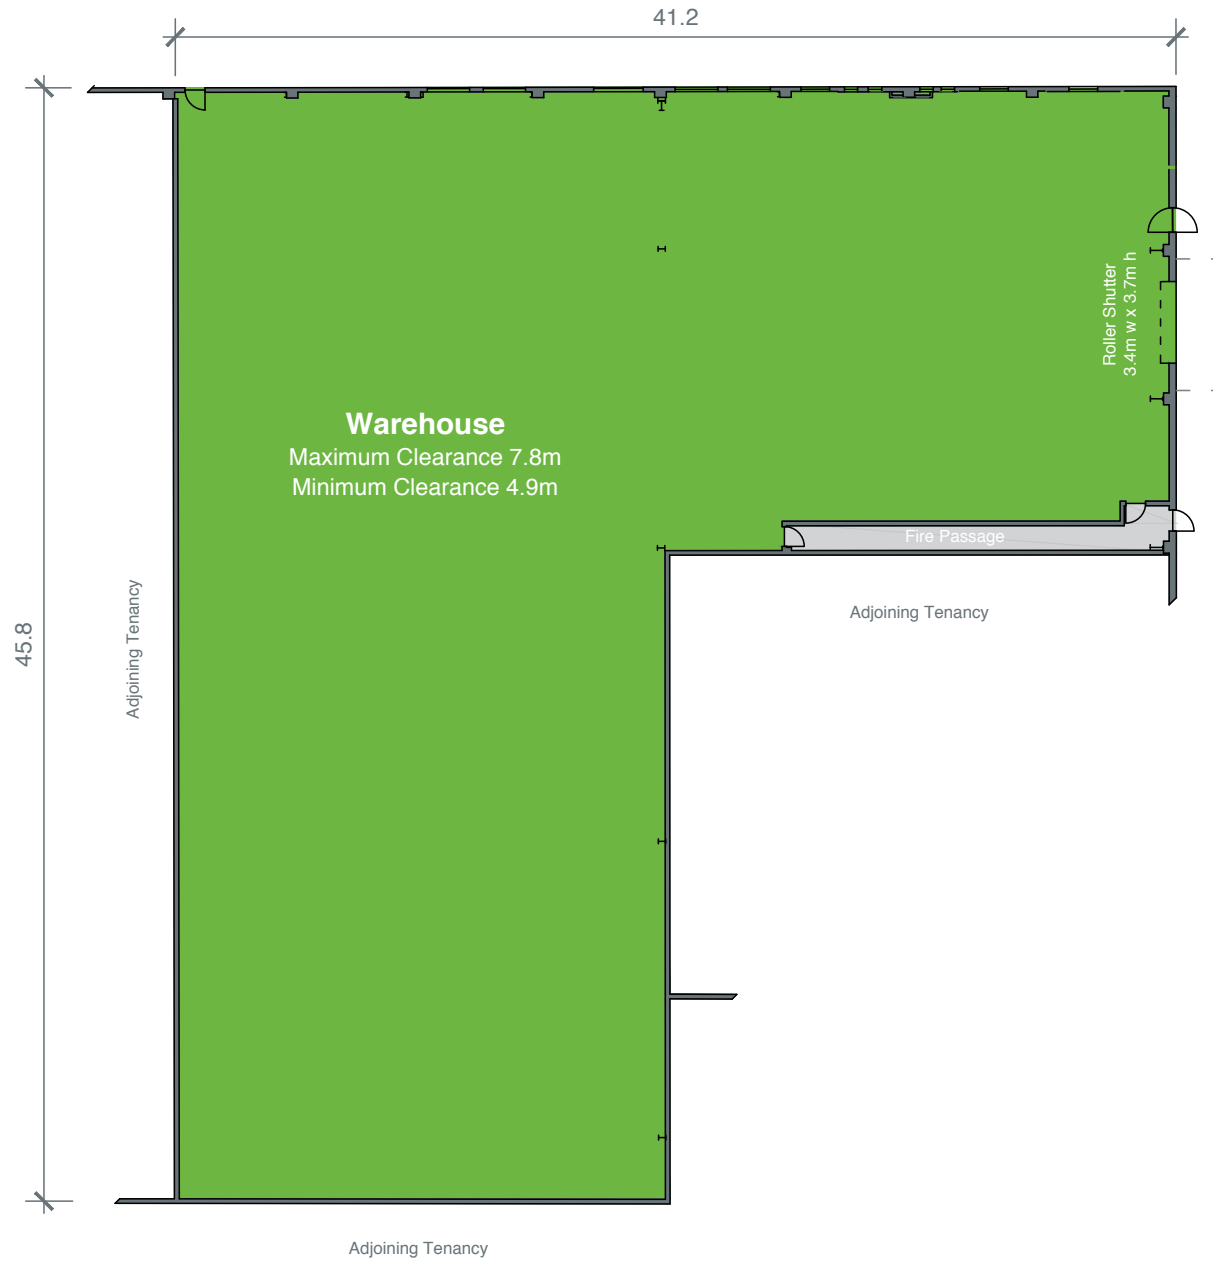 41.2
Roller Shutter
3.4m w x 3.7m h
Warehouse
Maximum Clearance 7.8m
Minimum Clearance 4.9m
Fire Passage
Adjoining Tenancy
Adjoining Tenancy
45.8
Adjoining Tenancy